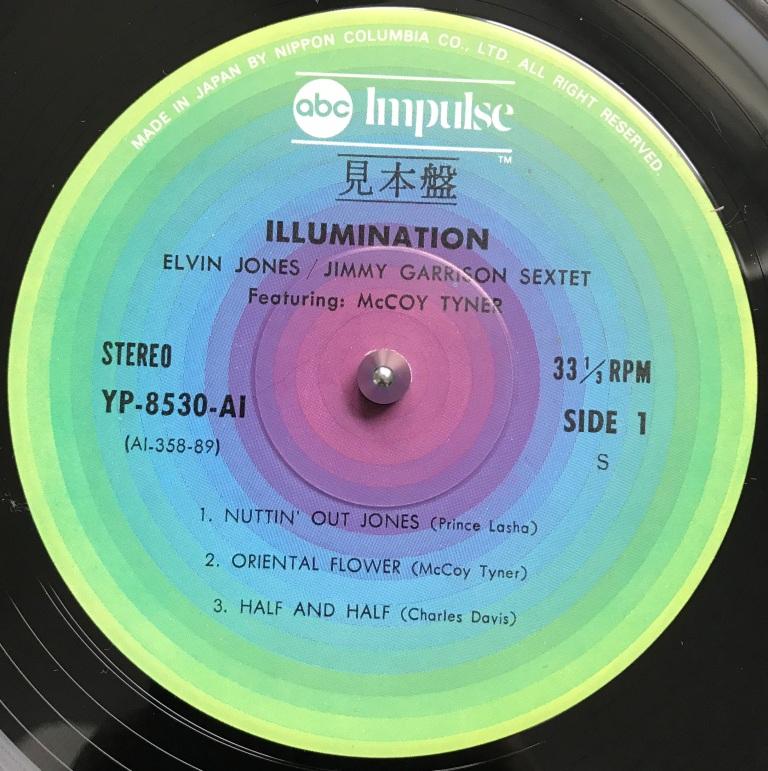 MADE IN JAPAN BY NIPPON COLUMBIA CO., LTD. ALL RIGHT RESERVED.
abc Impulse
TM
見本盤
ILLUMINATION
ELVIN JONES / JIMMY GARRISON SEXTET
Featuring: McCOY TYNER
STEREO
33 1/3 RPM
YP-8530-AI
SIDE 1
(AI-358-89)
S
1. NUTTIN' OUT JONES (Prince Lasha)
2. ORIENTAL FLOWER (McCoy Tyner)
3. HALF AND HALF (Charles Davis)